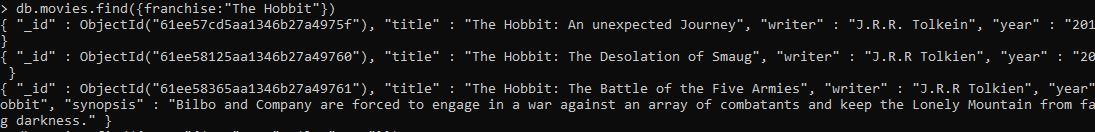 > db.movies.find({franchise:"The Hobbit"})
{ "_id" : ObjectId("61ee57cd5aa1346b27a4975f"), "title" : "The Hobbit: An unexpected Journey", "writer" : "J.R.R. Tolkein", "year" : "201
}
{ "_id" : ObjectId("61ee58125aa1346b27a49760"), "title" : "The Hobbit: The Desolation of Smaug", "writer" : "J.R.R Tolkien", "year" : "20
}
{ "_id" : ObjectId("61ee58365aa1346b27a49761"), "title" : "The Hobbit: The Battle of the Five Armies", "writer" : "J.R.R Tolkien", "year"
obbit", "synopsis" : "Bilbo and Company are forced to engage in a war against an array of combatants and keep the Lonely Mountain from fa
g darkness." }